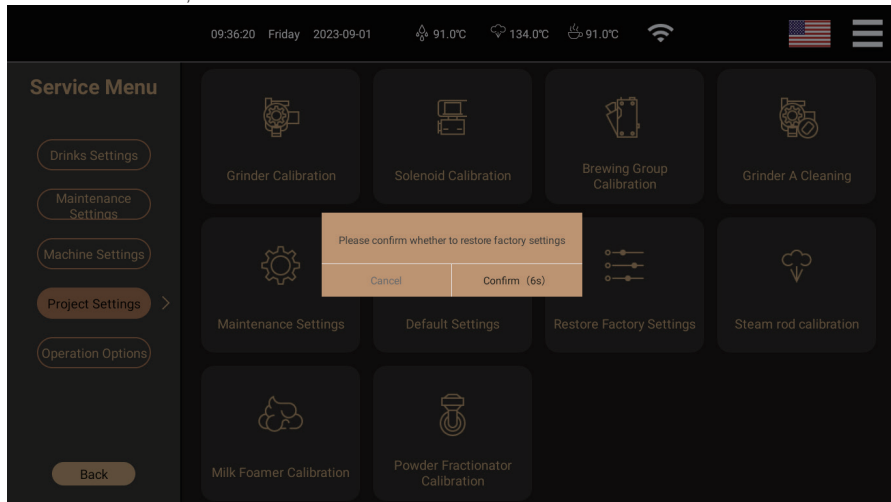 09:36:20 Friday 2023-09-01 91.0℃ 134.0℃ 91.0℃
Service Menu
Drinks Settings
Maintenance
Settings
Machine Settings
Project Settings
Operation Options
Back
Grinder Calibration
Solenoid Calibration
Brewing Group
Calibration
Grinder A Cleaning
Please confirm whether to restore factory settings
Cancel
Confirm（6s）
Maintenance Settings
Default Settings
Restore Factory Settings
Steam rod calibration
Milk Foamer Calibration
Powder Fractionator
Calibration